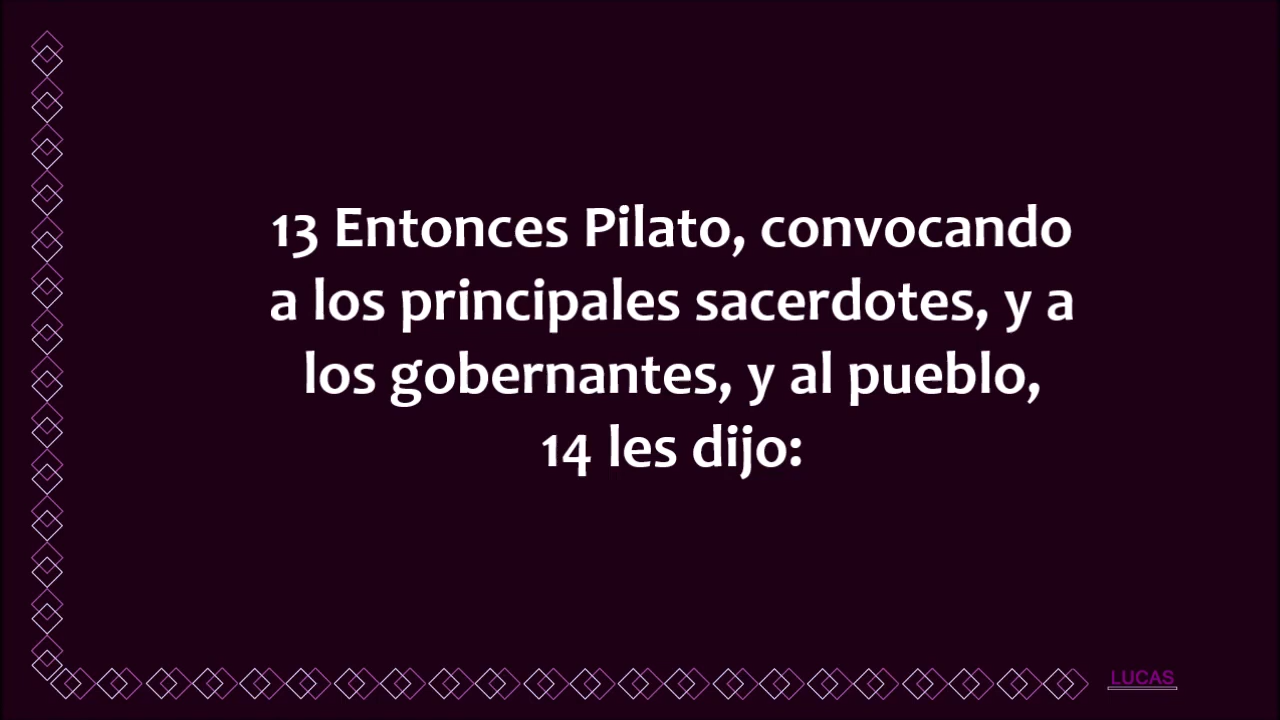 13 Entonces Pilato, convocando
a los principales sacerdotes, y a
los gobernantes, y al pueblo,
14 les dijo:
LUCAS